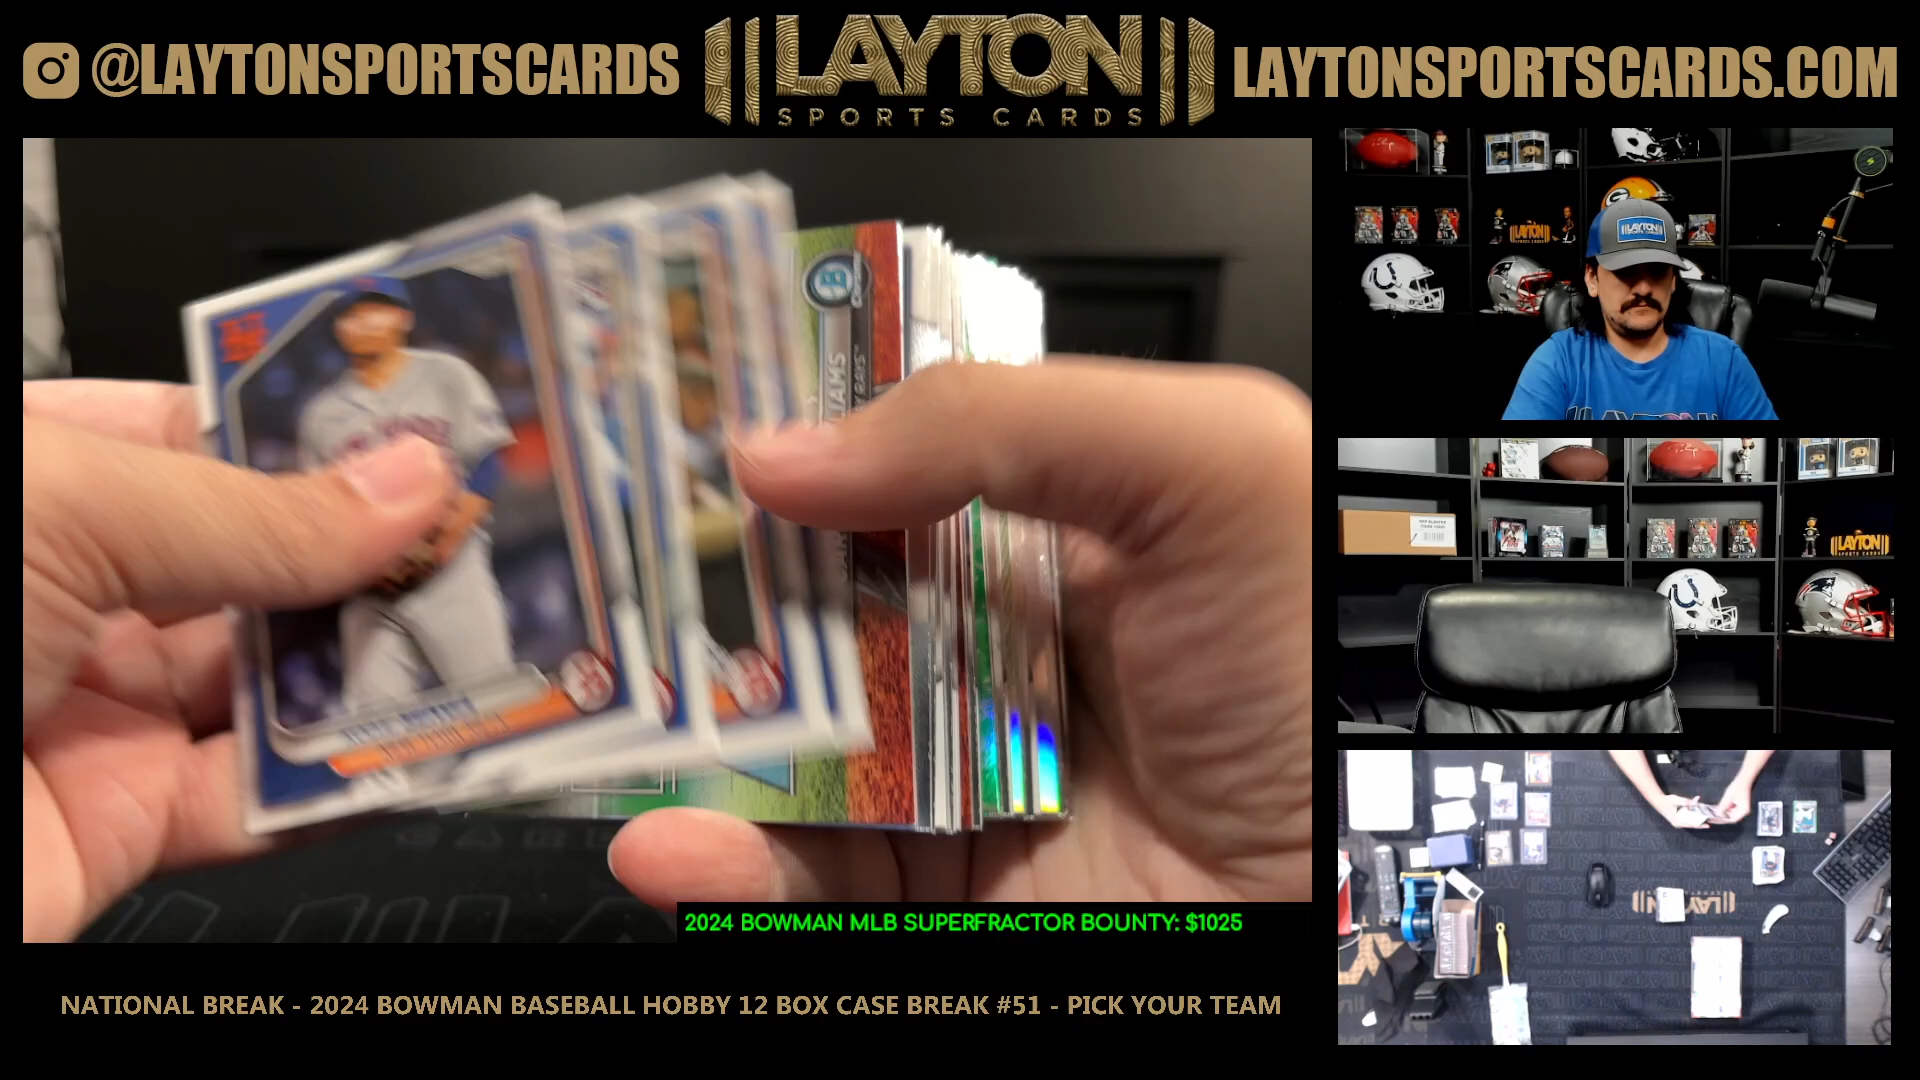 @LAYTONSPORTSCARDS
LAYTON
SPORTS CARDS
LAYTONSPORTSCARDS.COM
LAYTON
2024 BOWMAN MLB SUPERFRACTOR BOUNTY: $1025
NATIONAL BREAK - 2024 BOWMAN BASEBALL HOBBY 12 BOX CASE BREAK #51 - PICK YOUR TEAM